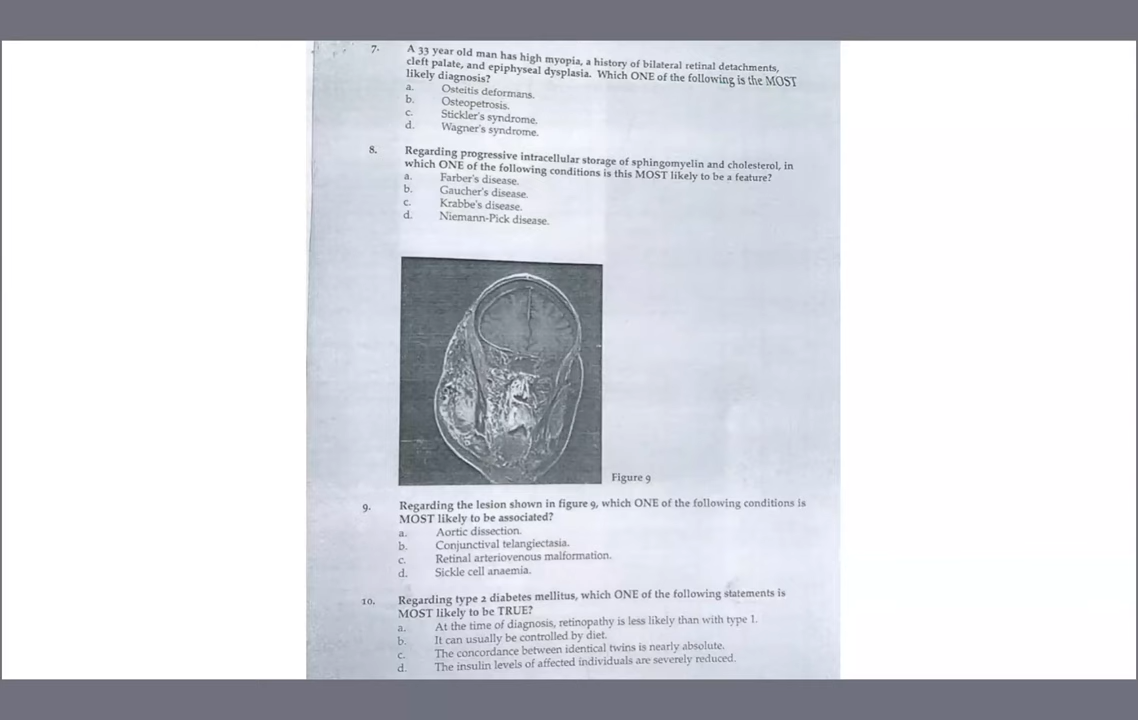 7. A 33 year old man has high myopia, a history of bilateral retinal detachments,
cleft palate, and epiphyseal dysplasia. Which ONE of the following is the MOST
likely diagnosis?
a. Osteitis deformans.
b. Osteopetrosis.
c. Stickler's syndrome.
d. Wagner's syndrome.
8. Regarding progressive intracellular storage of sphingomyelin and cholesterol, in
which ONE of the following conditions is this MOST likely to be a feature?
a. Farber's disease.
b. Gaucher's disease.
c. Krabbe's disease.
d. Niemann-Pick disease.
Figure 9
9. Regarding the lesion shown in figure 9, which ONE of the following conditions is
MOST likely to be associated?
a. Aortic dissection.
b. Conjunctival telangiectasia.
c. Retinal arteriovenous malformation.
d. Sickle cell anaemia.
10. Regarding type 2 diabetes mellitus, which ONE of the following statements is
MOST likely to be TRUE?
a. At the time of diagnosis, retinopathy is less likely than with type 1.
b. It can usually be controlled by diet.
c. The concordance between identical twins is nearly absolute.
d. The insulin levels of affected individuals are severely reduced.